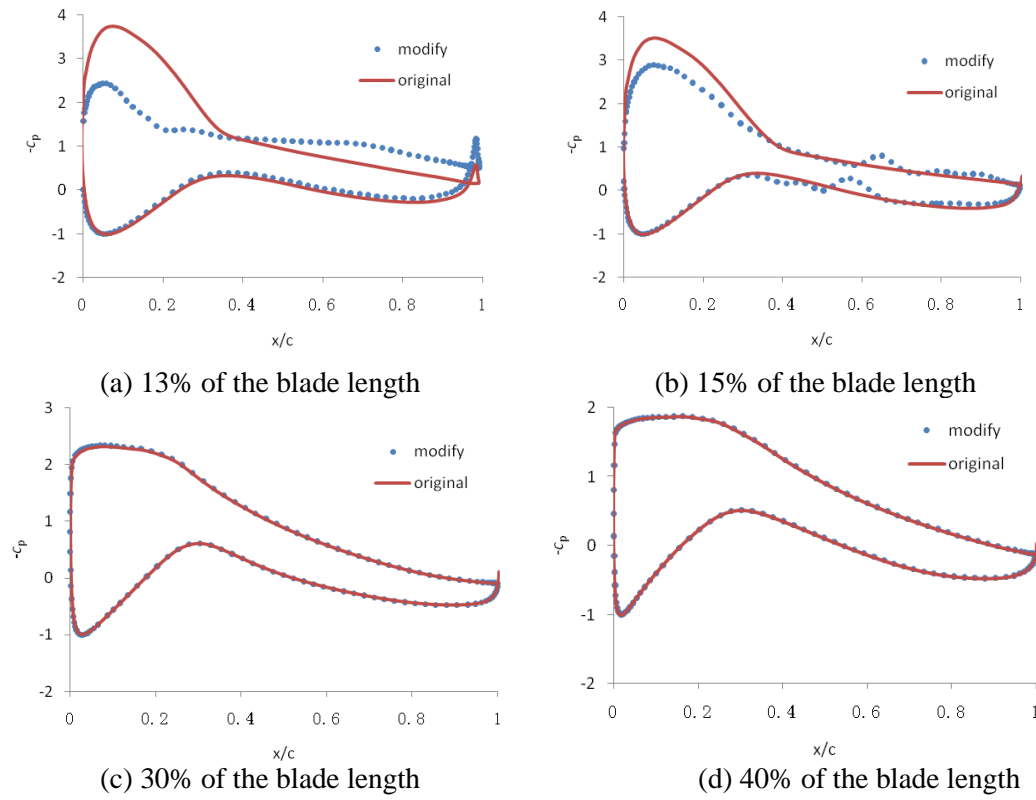 4
3
2
1
0
-1
-2
-cp
0
0.2
0.4
0.6
0.8
1
x/c
modify
original
(a) 13% of the blade length
4
3
2
1
0
-1
-2
-cp
0
0.2
0.4
0.6
0.8
1
x/c
modify
original
(b) 15% of the blade length
3
2
1
0
-1
-2
-cp
0
0.2
0.4
0.6
0.8
1
x/c
modify
original
(c) 30% of the blade length
2
1
0
-1
-2
-cp
0
0.2
0.4
0.6
0.8
1
x/c
modify
original
(d) 40% of the blade length